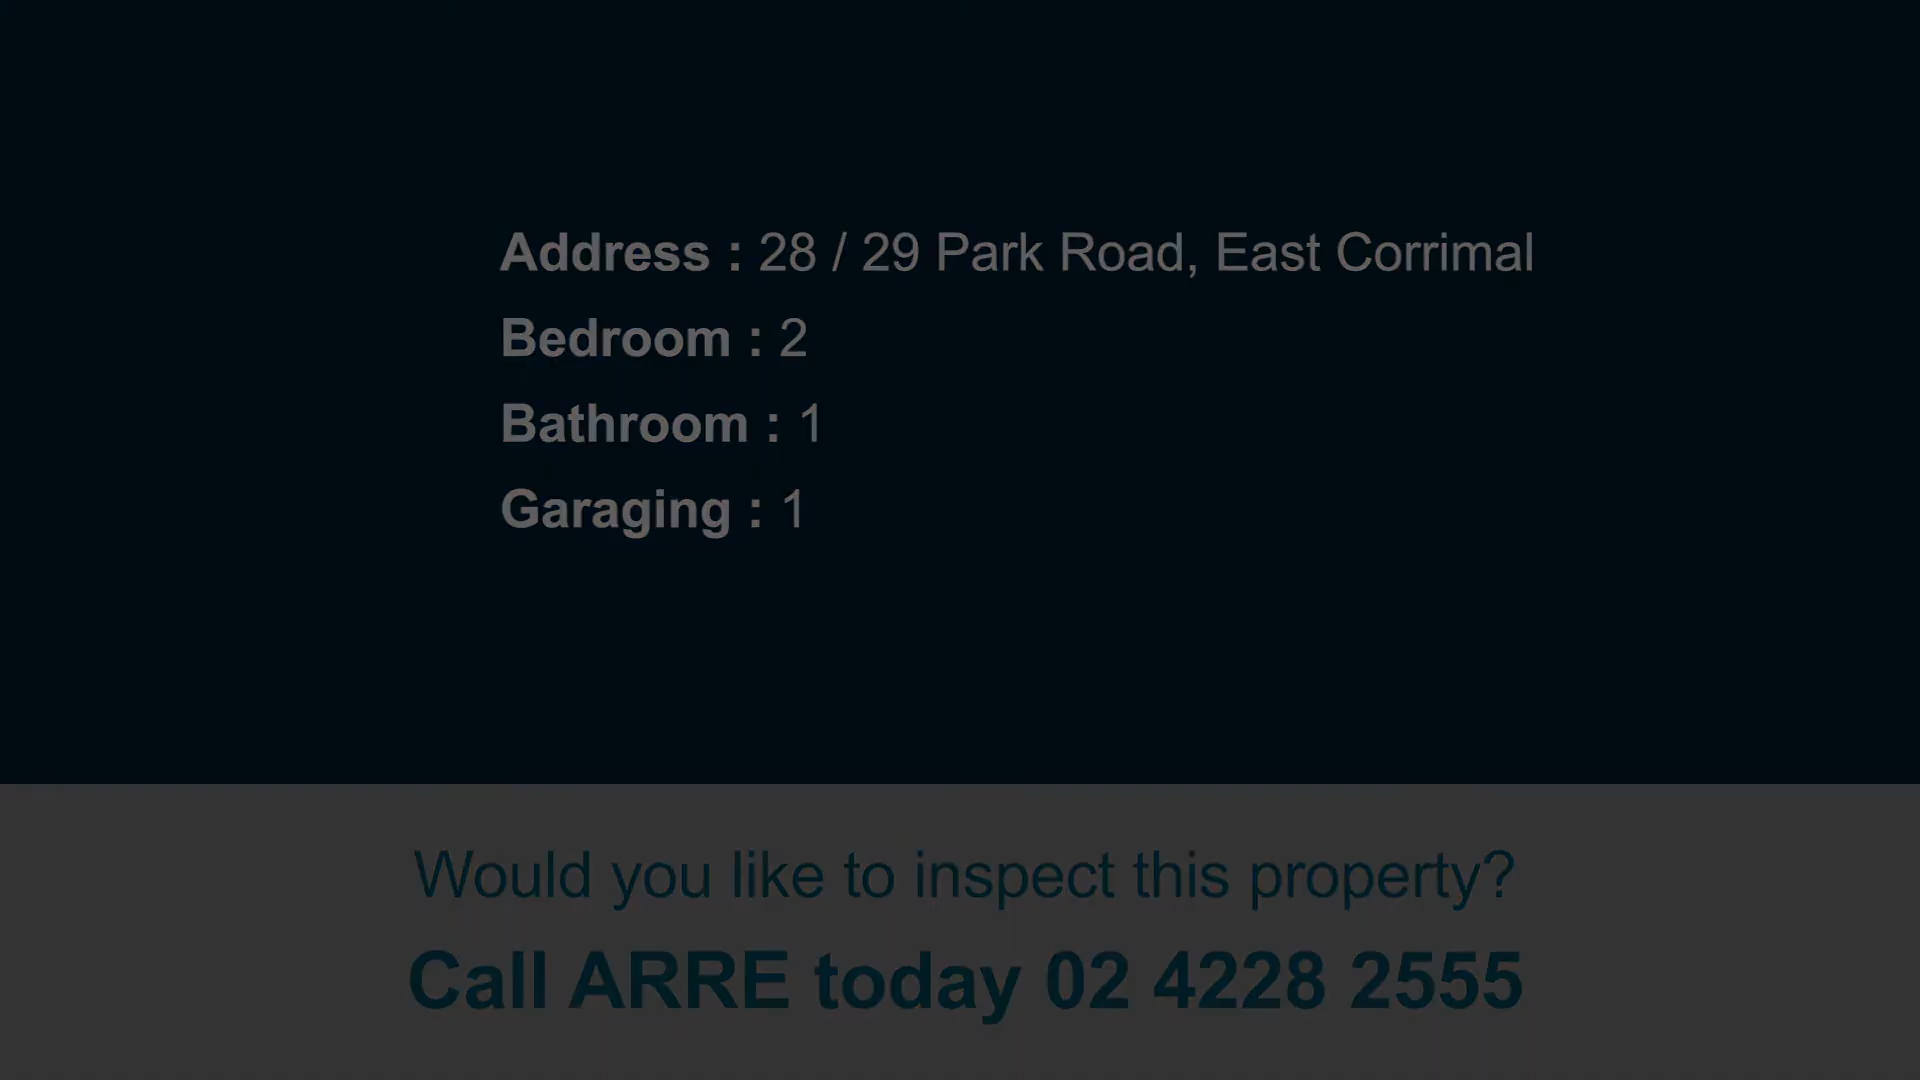 Address : 28 / 29 Park Road, East Corrimal
Bedroom : 2
Bathroom : 1
Garaging : 1
Would you like to inspect this property?
Call ARRE today 02 4228 2555